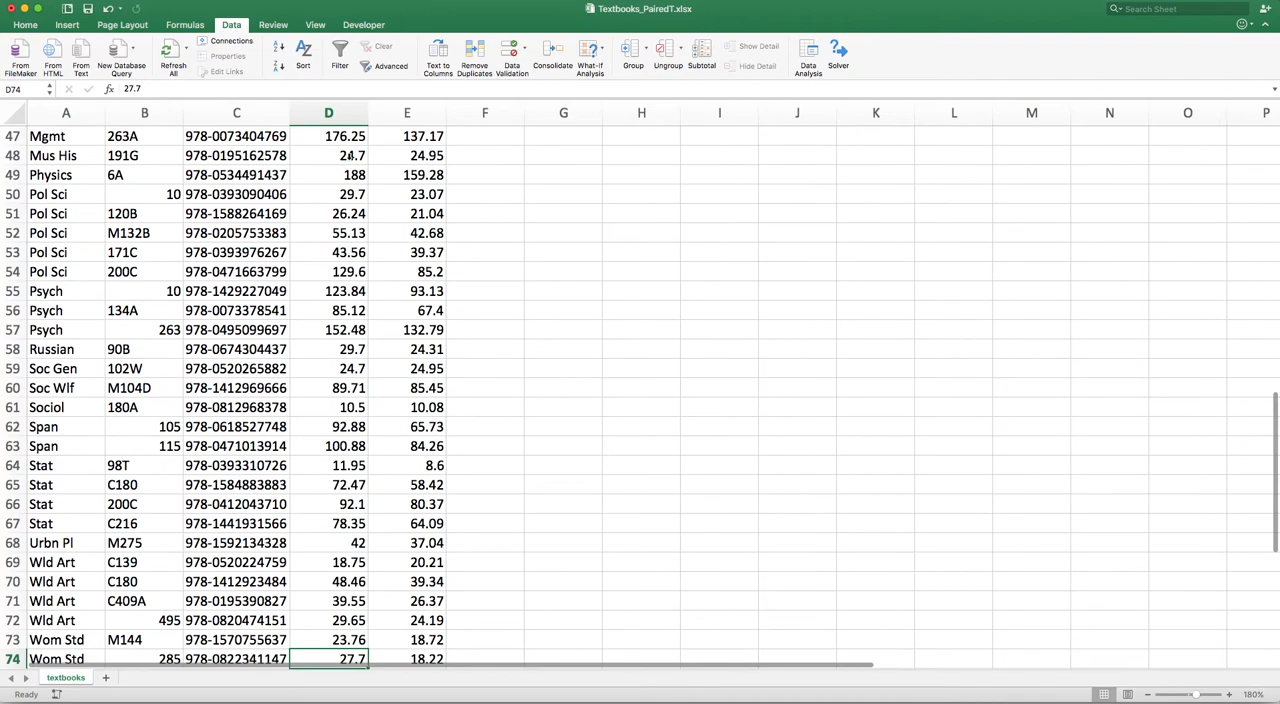 Textbooks_PairedT.xlsx
Search Sheet
Home Insert Page Layout Formulas Data Review View Developer
From FileMaker From HTML From Text New Database Query Refresh All Connections Properties Edit Links Sort Filter Clear Advanced Text to Columns Remove Duplicates Data Validation Consolidate What-If Analysis Group Ungroup Subtotal Show Detail Hide Detail Data Analysis Solver
D74 fx 27.7
A B C D E F G H I J K L M N O P
47 Mgmt 263A 978-0073404769 176.25 137.17
48 Mus His 191G 978-0195162578 24.7 24.95
49 Physics 6A 978-0534491437 188 159.28
50 Pol Sci 10 978-0393090406 29.7 23.07
51 Pol Sci 120B 978-1588264169 26.24 21.04
52 Pol Sci M132B 978-0205753383 55.13 42.68
53 Pol Sci 171C 978-0393976267 43.56 39.37
54 Pol Sci 200C 978-0471663799 129.6 85.2
55 Psych 10 978-1429227049 123.84 93.13
56 Psych 134A 978-0073378541 85.12 67.4
57 Psych 263 978-0495099697 152.48 132.79
58 Russian 90B 978-0674304437 29.7 24.31
59 Soc Gen 102W 978-0520265882 24.7 24.95
60 Soc Wlf M104D 978-1412969666 89.71 85.45
61 Sociol 180A 978-0812968378 10.5 10.08
62 Span 105 978-0618527748 92.88 65.73
63 Span 115 978-0471013914 100.88 84.26
64 Stat 98T 978-0393310726 11.95 8.6
65 Stat C180 978-1584883883 72.47 58.42
66 Stat 200C 978-0412043710 92.1 80.37
67 Stat C216 978-1441931566 78.35 64.09
68 Urbn Pl M275 978-1592134328 42 37.04
69 Wld Art C139 978-0520224759 18.75 20.21
70 Wld Art C180 978-1412923484 48.46 39.34
71 Wld Art C409A 978-0195390827 39.55 26.37
72 Wld Art 495 978-0820474151 29.65 24.19
73 Wom Std M144 978-1570755637 23.76 18.72
74 Wom Std 285 978-0822341147 27.7 18.22
textbooks
Ready 180%